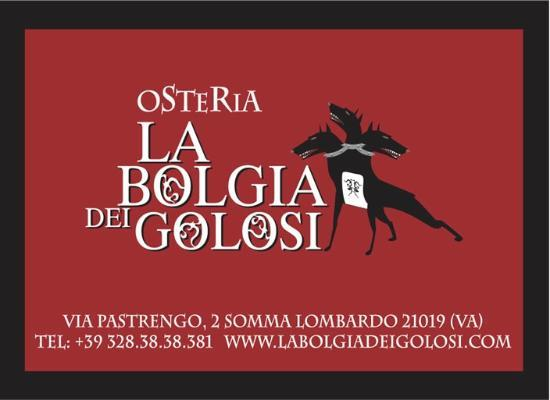 OSTERIA
LA
BOLGIA
DEI GOLOSI
VIA PASTRENGO, 2 SOMMA LOMBARDO 21019 (VA)
TEL: +39 328.38.38.381 WWW.LABOLGIADEIGOLOSI.COM